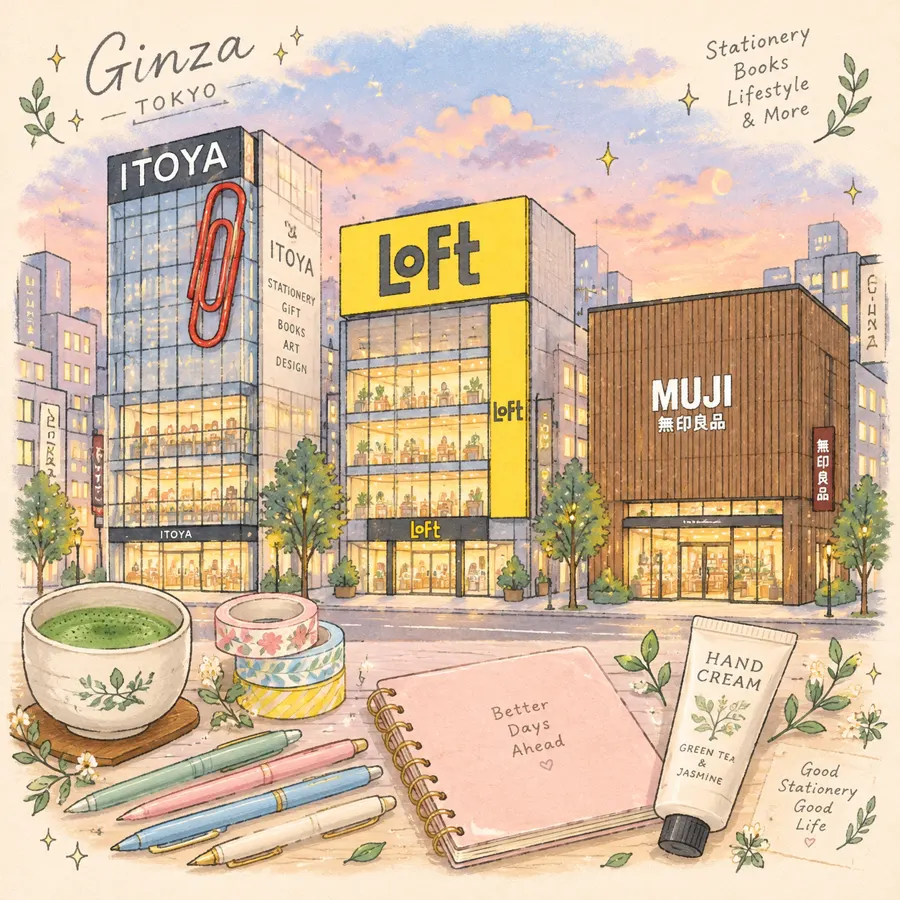 Ginza
TOKYO
Stationery
Books
Lifestyle
& More
ITOYA
ITOYA
STATIONERY
GIFT
BOOKS
ART
DESIGN
ITOYA
LOFT
LOFT
LOFT
MUJI
無印良品
無印良品
Better
Days
Ahead
HAND
CREAM
GREEN TEA
&
JASMINE
Good
Stationery
Good
Life